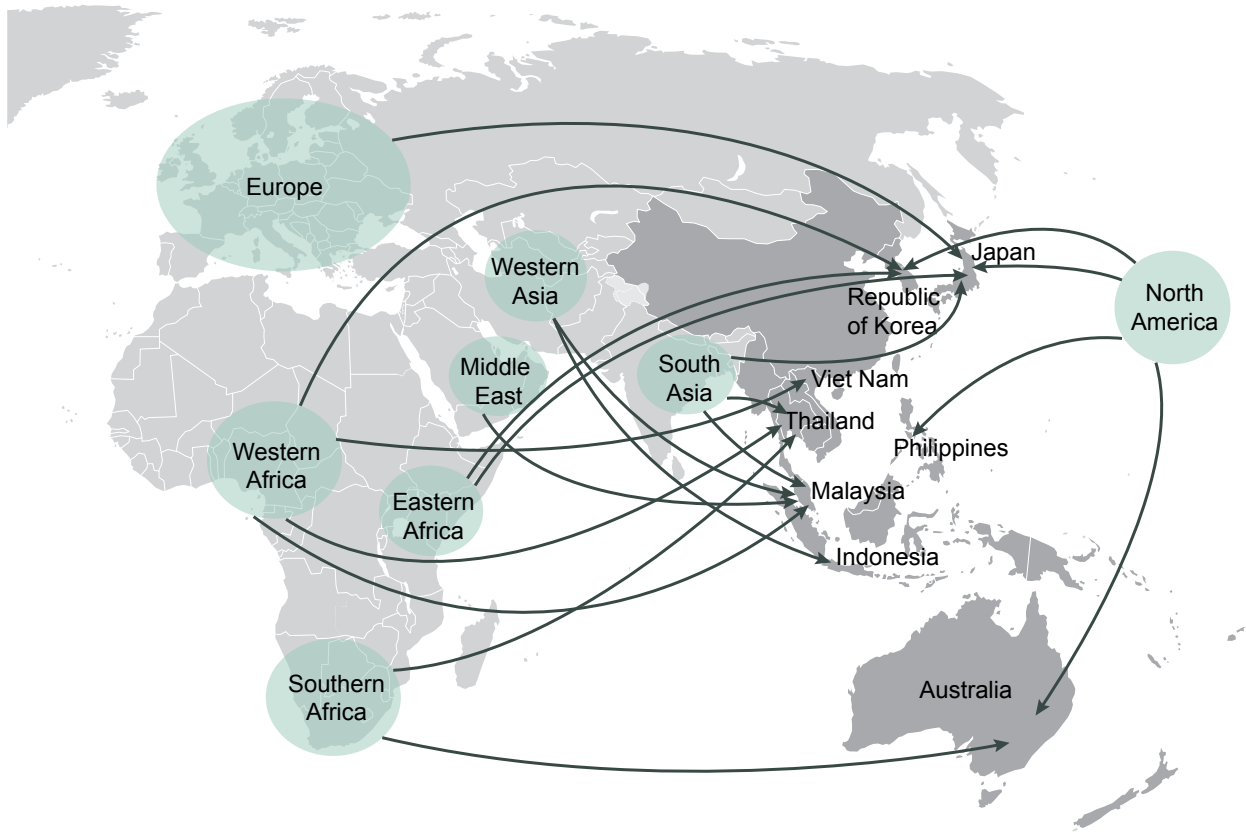 Europe
Western
Asia
Japan
Republic
of Korea
North
America
Middle
East
South
Asia
Viet Nam
Thailand
Philippines
Western
Africa
Eastern
Africa
Malaysia
Indonesia
Southern
Africa
Australia